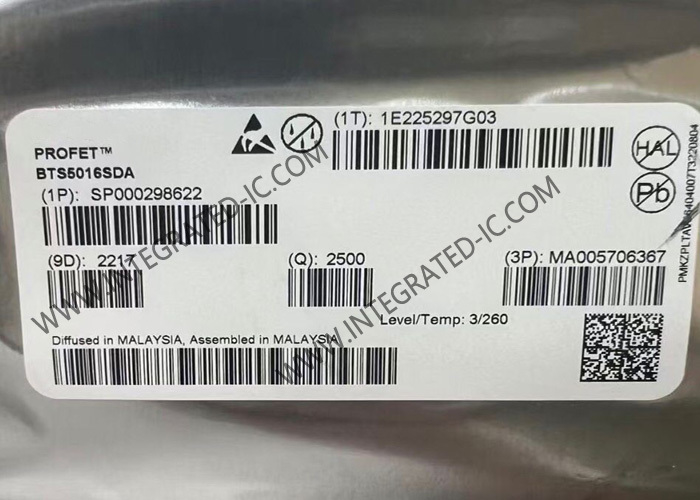 PROFET™
BTS5016SDA
(1T): 1E225297G03
(1P): SP000298622
(9D): 2217
(Q): 2500
(3P): MA005706367
Level/Temp: 3/260
Diffused in MALAYSIA, Assembled in MALAYSIA
HAL
Pb
WWW.INTEGRATED-IC.COM
WWW.INTEGRATED-IC.COM